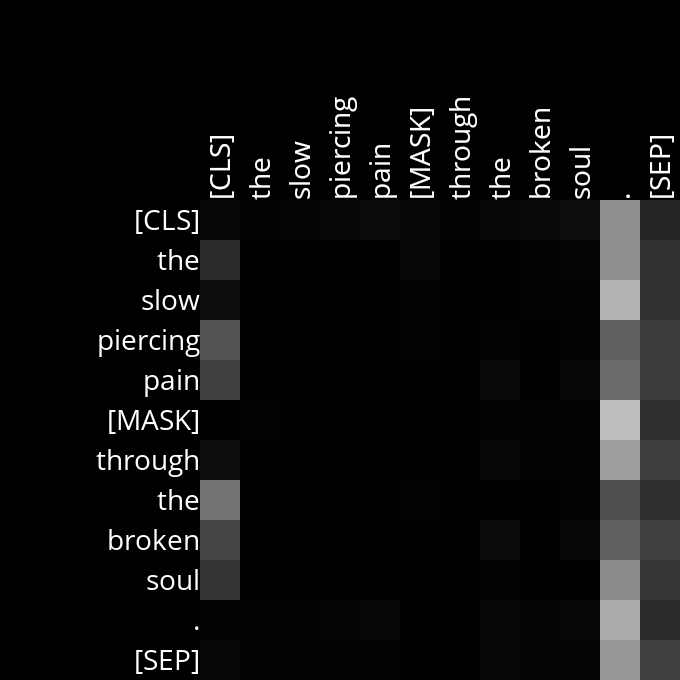 [CLS] the slow piercing pain [MASK] through the broken soul . [SEP]
[CLS]
the
slow
piercing
pain
[MASK]
through
the
broken
soul
.
[SEP]